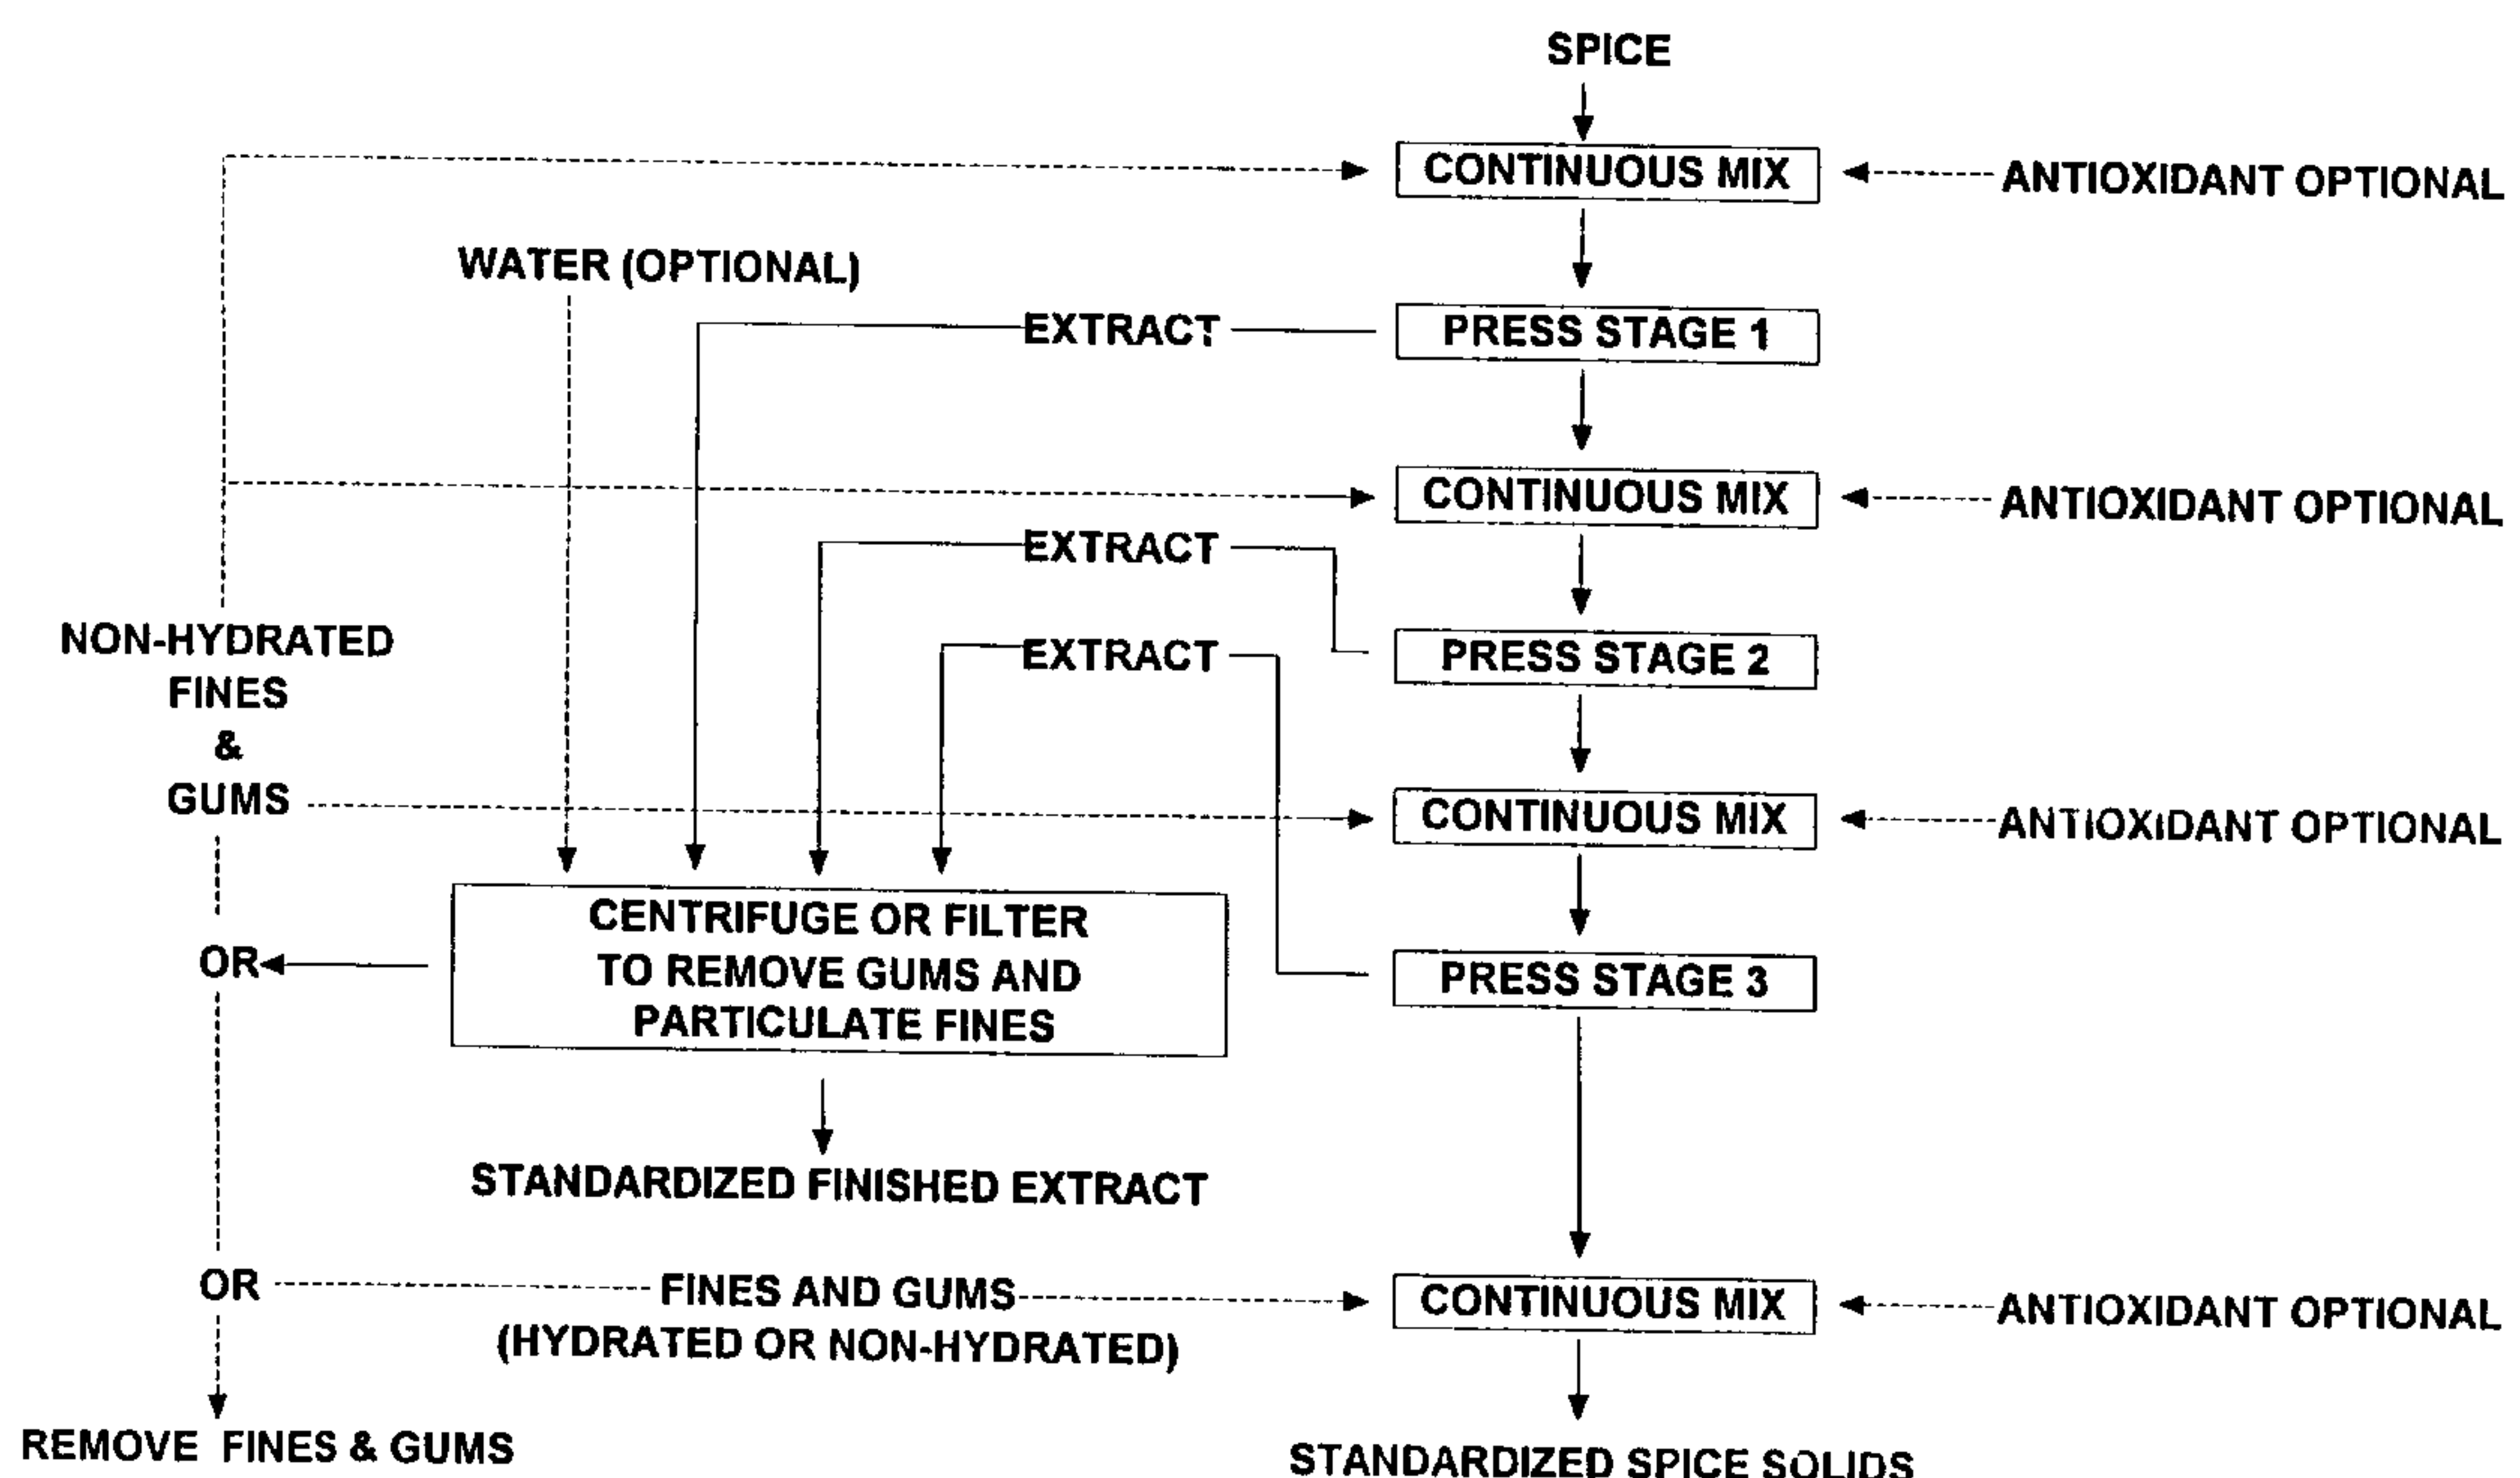 SPICE
CONTINUOUS MIX
ANTIOXIDANT OPTIONAL
WATER (OPTIONAL)
EXTRACT
PRESS STAGE 1
CONTINUOUS MIX
ANTIOXIDANT OPTIONAL
EXTRACT
NON-HYDRATED
FINES
&
GUMS
EXTRACT
PRESS STAGE 2
CONTINUOUS MIX
ANTIOXIDANT OPTIONAL
CENTRIFUGE OR FILTER
TO REMOVE GUMS AND
PARTICULATE FINES
OR
PRESS STAGE 3
STANDARDIZED FINISHED EXTRACT
OR
FINES AND GUMS
(HYDRATED OR NON-HYDRATED)
CONTINUOUS MIX
ANTIOXIDANT OPTIONAL
REMOVE FINES & GUMS
STANDARDIZED SPICE SOLIDS